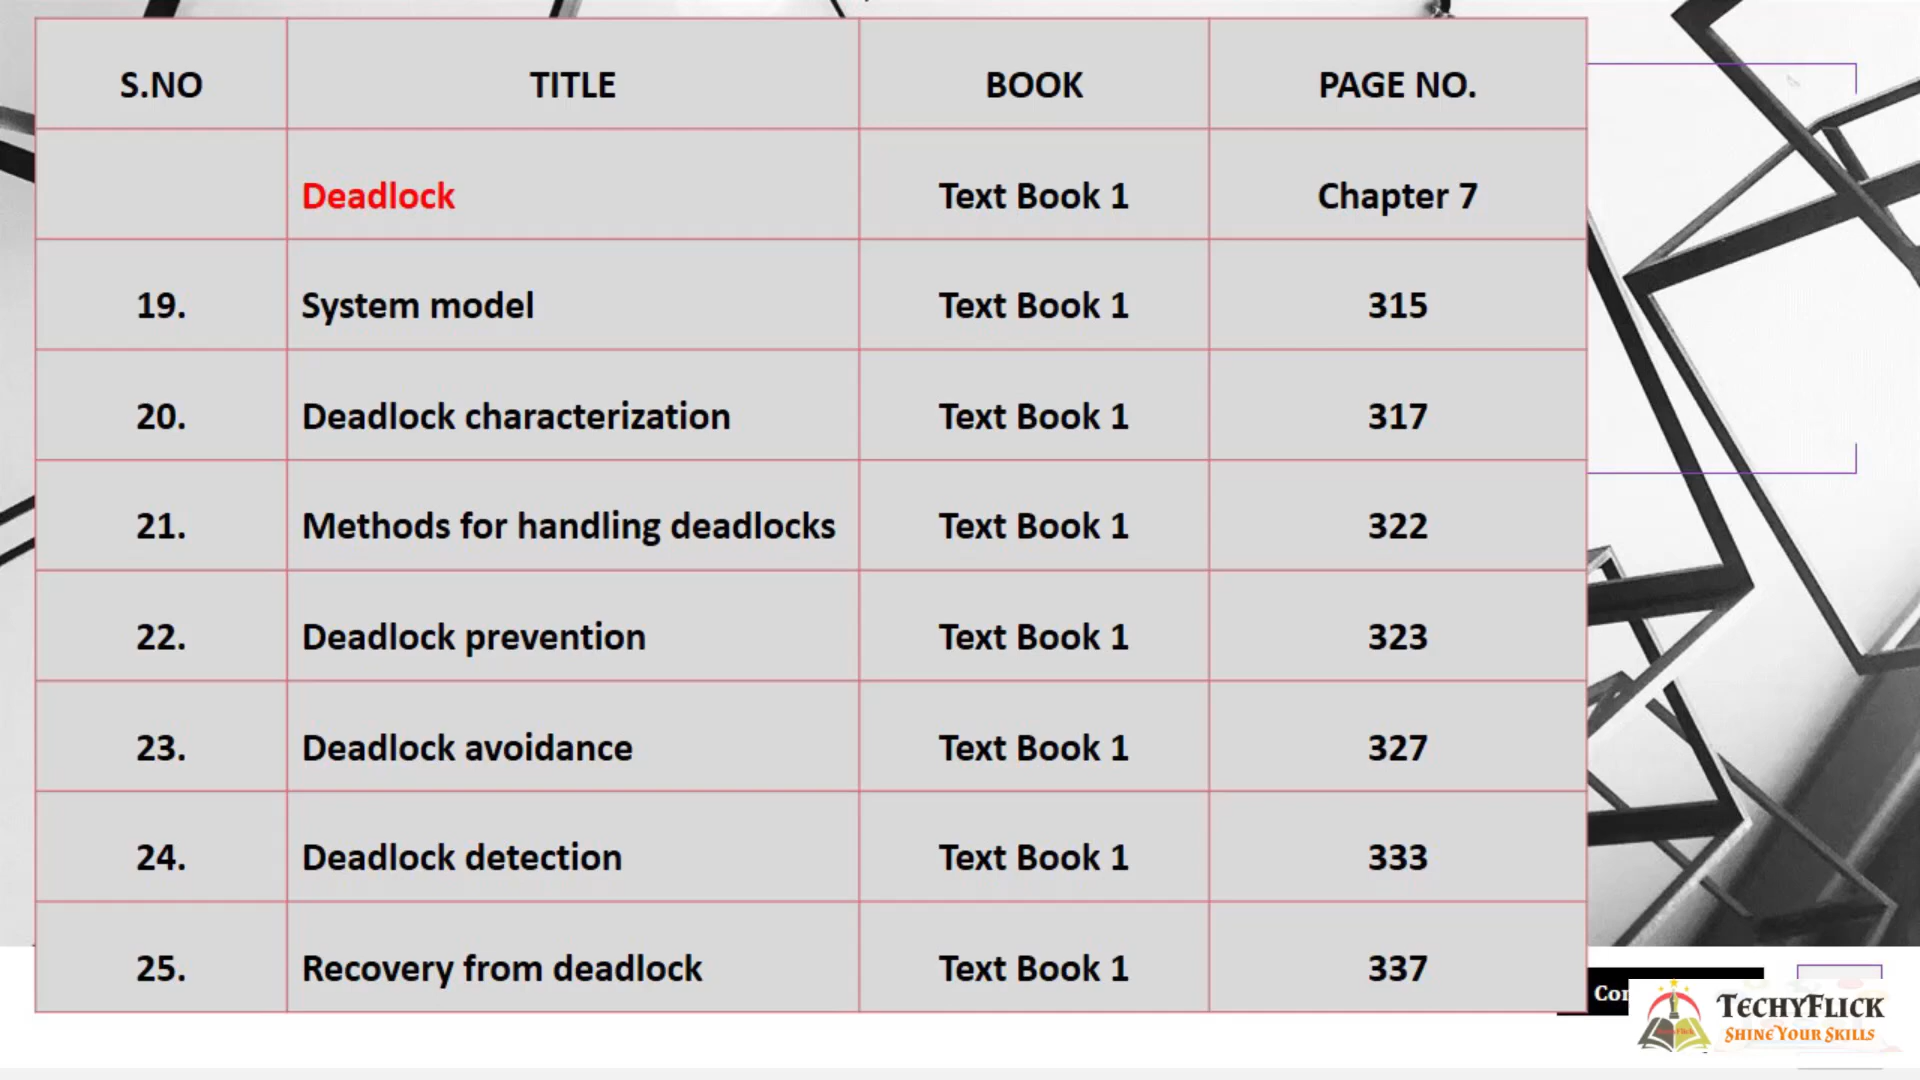 S.NO TITLE BOOK PAGE NO.
Deadlock Text Book 1 Chapter 7
19. System model Text Book 1 315
20. Deadlock characterization Text Book 1 317
21. Methods for handling deadlocks Text Book 1 322
22. Deadlock prevention Text Book 1 323
23. Deadlock avoidance Text Book 1 327
24. Deadlock detection Text Book 1 333
25. Recovery from deadlock Text Book 1 337
TECHYFLICK
SHINE YOUR SKILLS